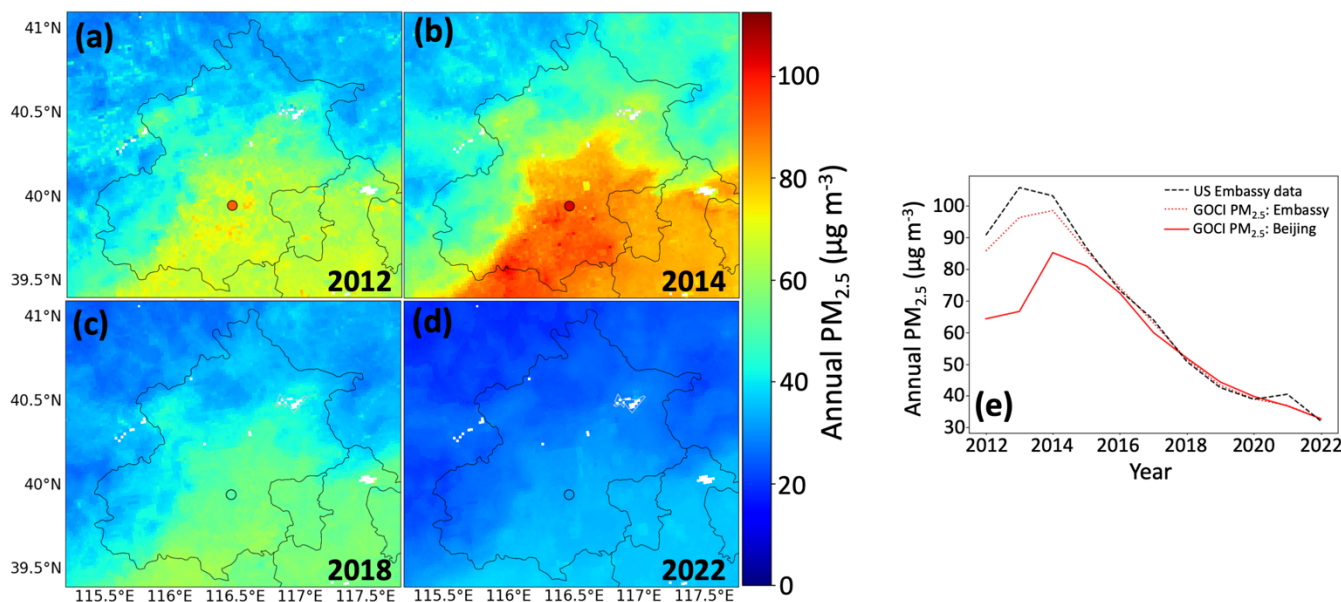 (a)
(b)
41°N
40.5°N
40°N
39.5°N
2012
2014
(c)
(d)
41°N
40.5°N
40°N
39.5°N
2018
2022
115.5°E 116°E 116.5°E 117°E 117.5°E
115.5°E 116°E 116.5°E 117°E 117.5°E
100
80
60
40
20
0
Annual PM2.5 (µg m−3)
US Embassy data
GOCI PM2.5: Embassy
GOCI PM2.5: Beijing
Annual PM2.5 (µg m−3)
100
90
80
70
60
50
40
30
(e)
2012 2014 2016 2018 2020 2022
Year